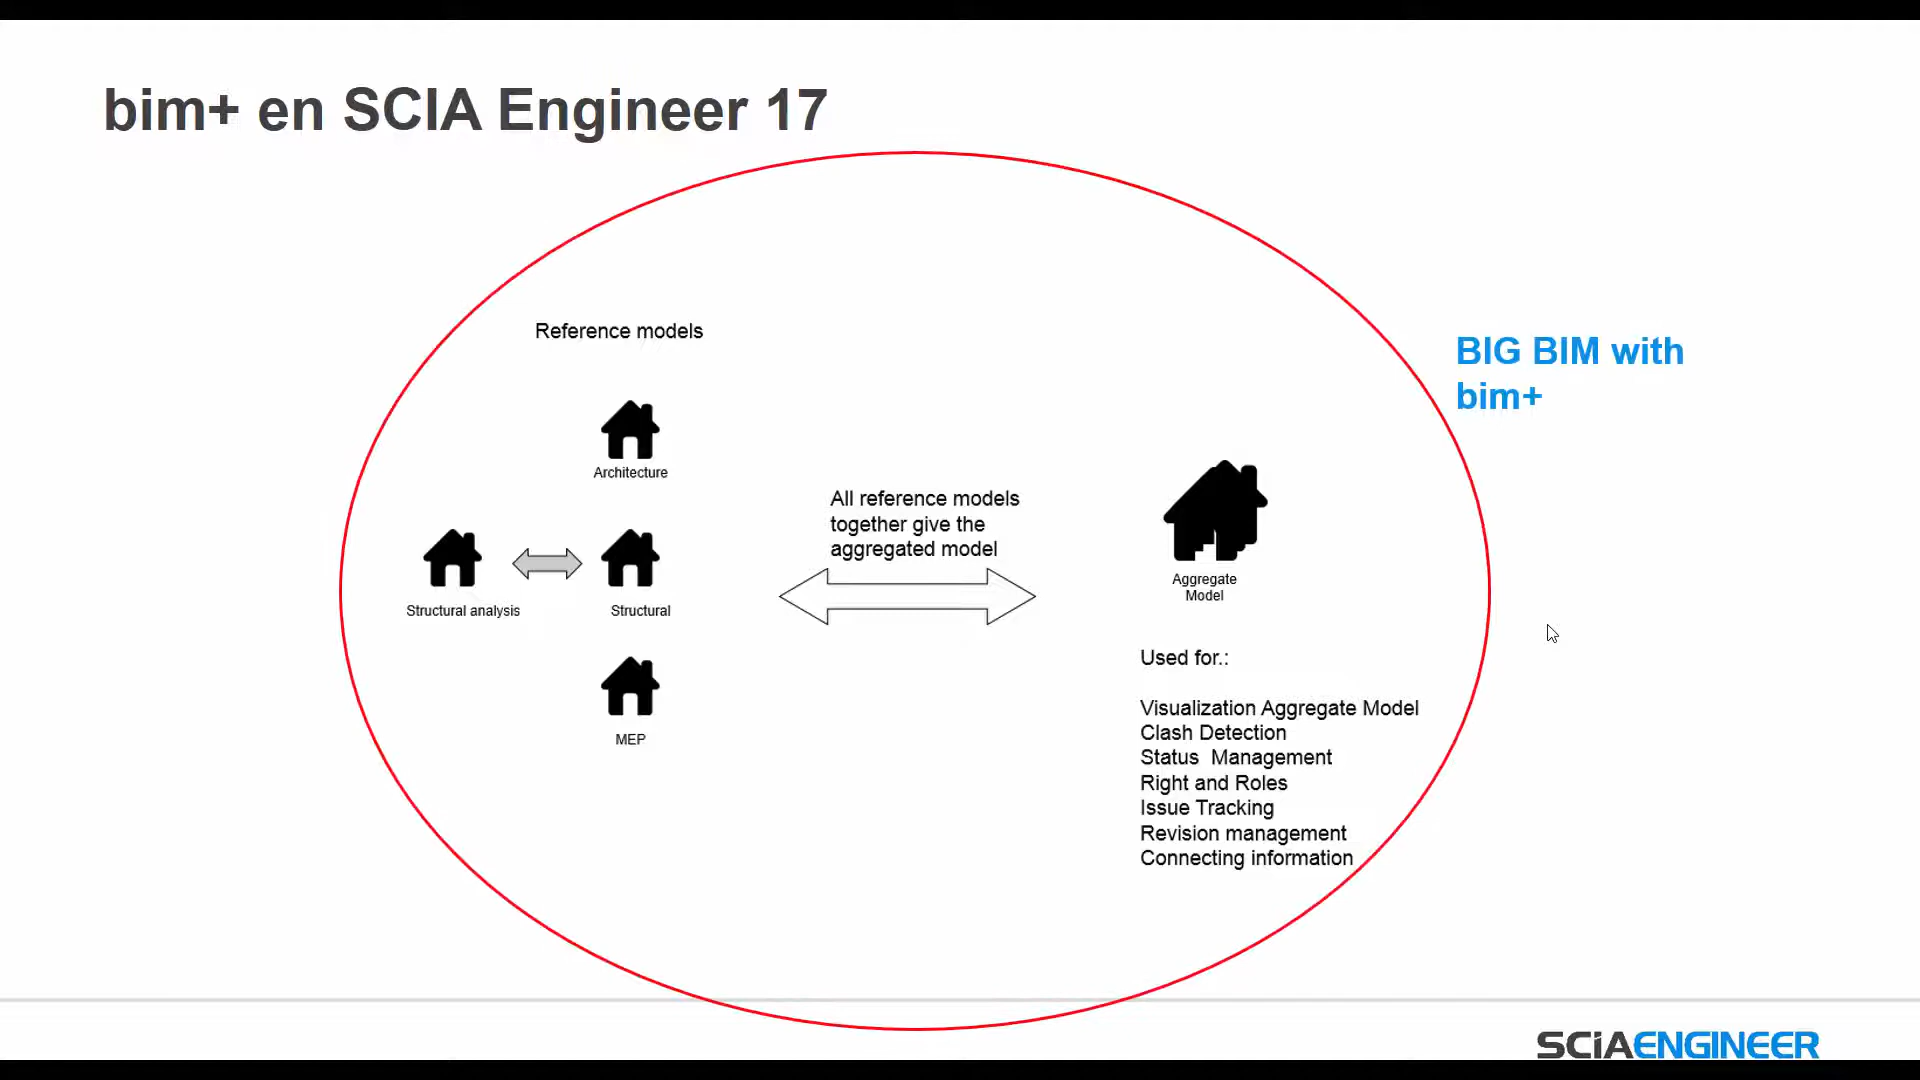 bim+ en SCIA Engineer 17
Reference models
BIG BIM with
bim+
Architecture
All reference models
together give the
aggregated model
Structural analysis
Structural
Aggregate
Model
MEP
Used for.:
Visualization Aggregate Model
Clash Detection
Status  Management
Right and Roles
Issue Tracking
Revision management
Connecting information
SCiAENGINEER